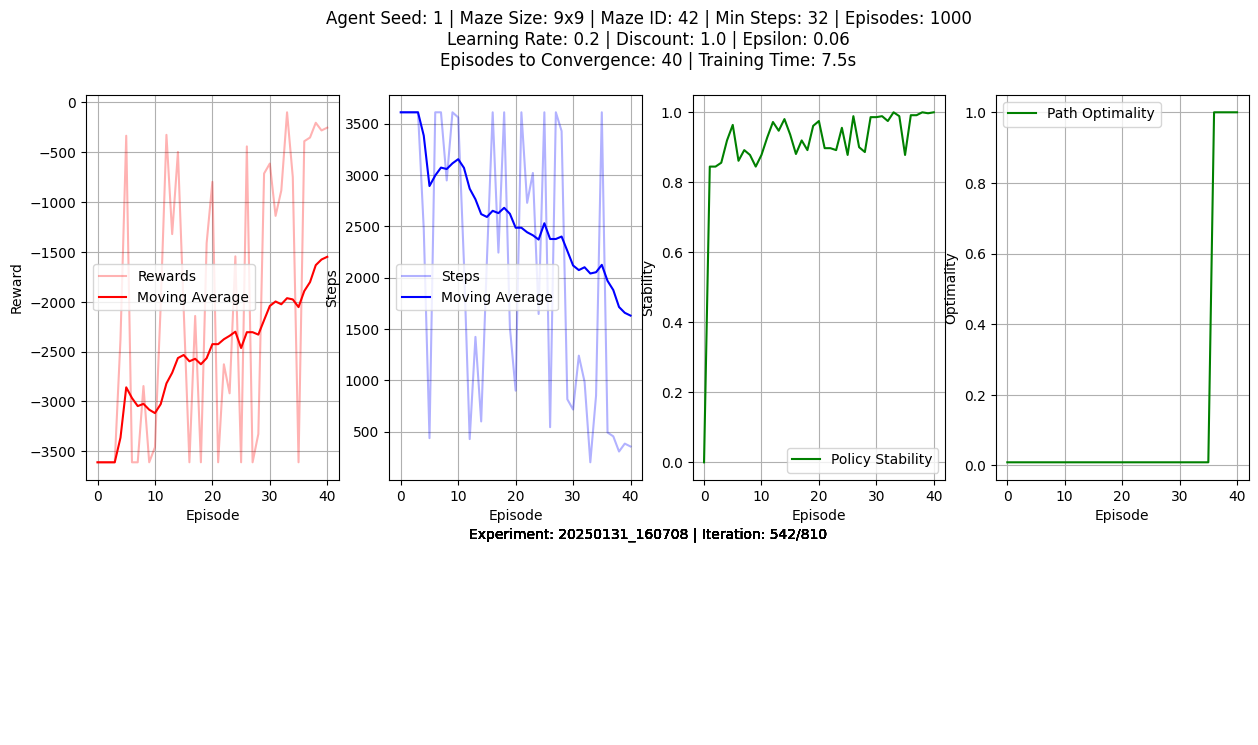 Agent Seed: 1 | Maze Size: 9x9 | Maze ID: 42 | Min Steps: 32 | Episodes: 1000
Learning Rate: 0.2 | Discount: 1.0 | Epsilon: 0.06
Episodes to Convergence: 40 | Training Time: 7.5s
Reward
0
−500
−1000
−1500
−2000
−2500
−3000
−3500
Rewards
Moving Average
0
10
20
30
40
Episode
Steps
3500
3000
2500
2000
1500
1000
500
Steps
Moving Average
0
10
20
30
40
Episode
Stability
1.0
0.8
0.6
0.4
0.2
0.0
Policy Stability
0
10
20
30
40
Episode
Optimality
1.0
0.8
0.6
0.4
0.2
0.0
Path Optimality
0
10
20
30
40
Episode
Experiment: 20250131_160708 | Iteration: 542/810